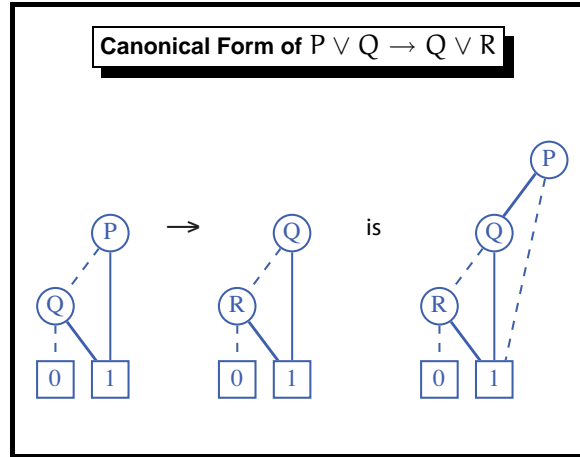 Canonical Form of P ∨ Q → Q ∨ R
P
P → Q is Q
Q R R
0 1 0 1 0 1